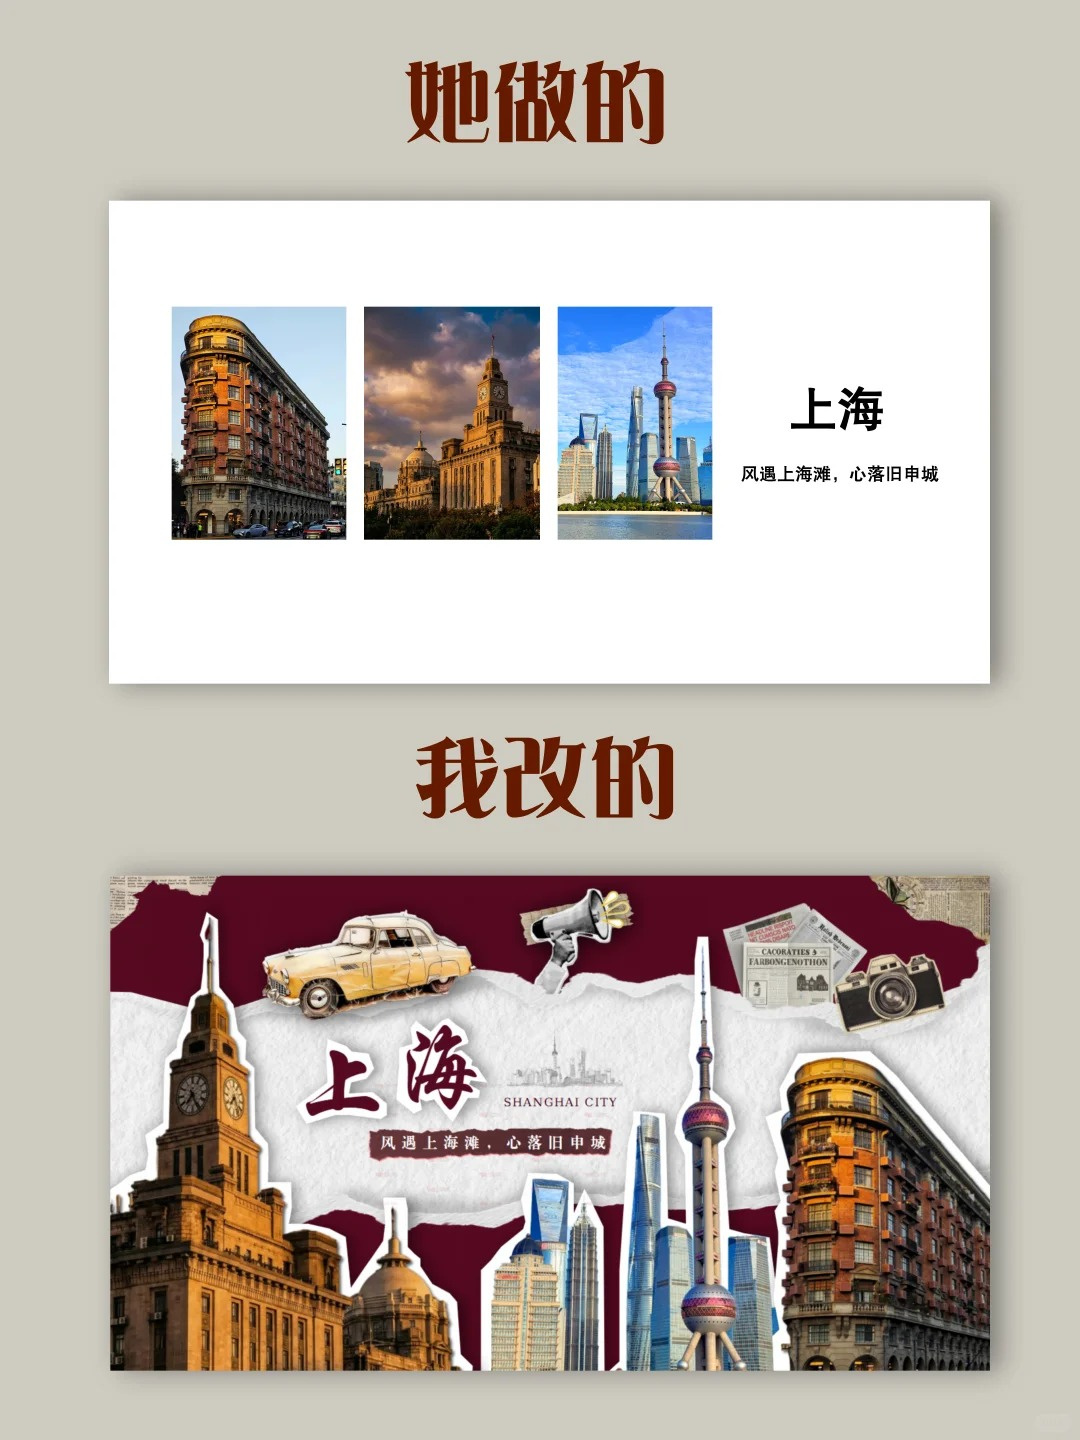 她做的
上海
风遇上海滩，心落旧申城
我改的
CACORATIES 3
FARBONGENOTHON
上海
SHANGHAI CITY
风遇上海滩，心落旧申城